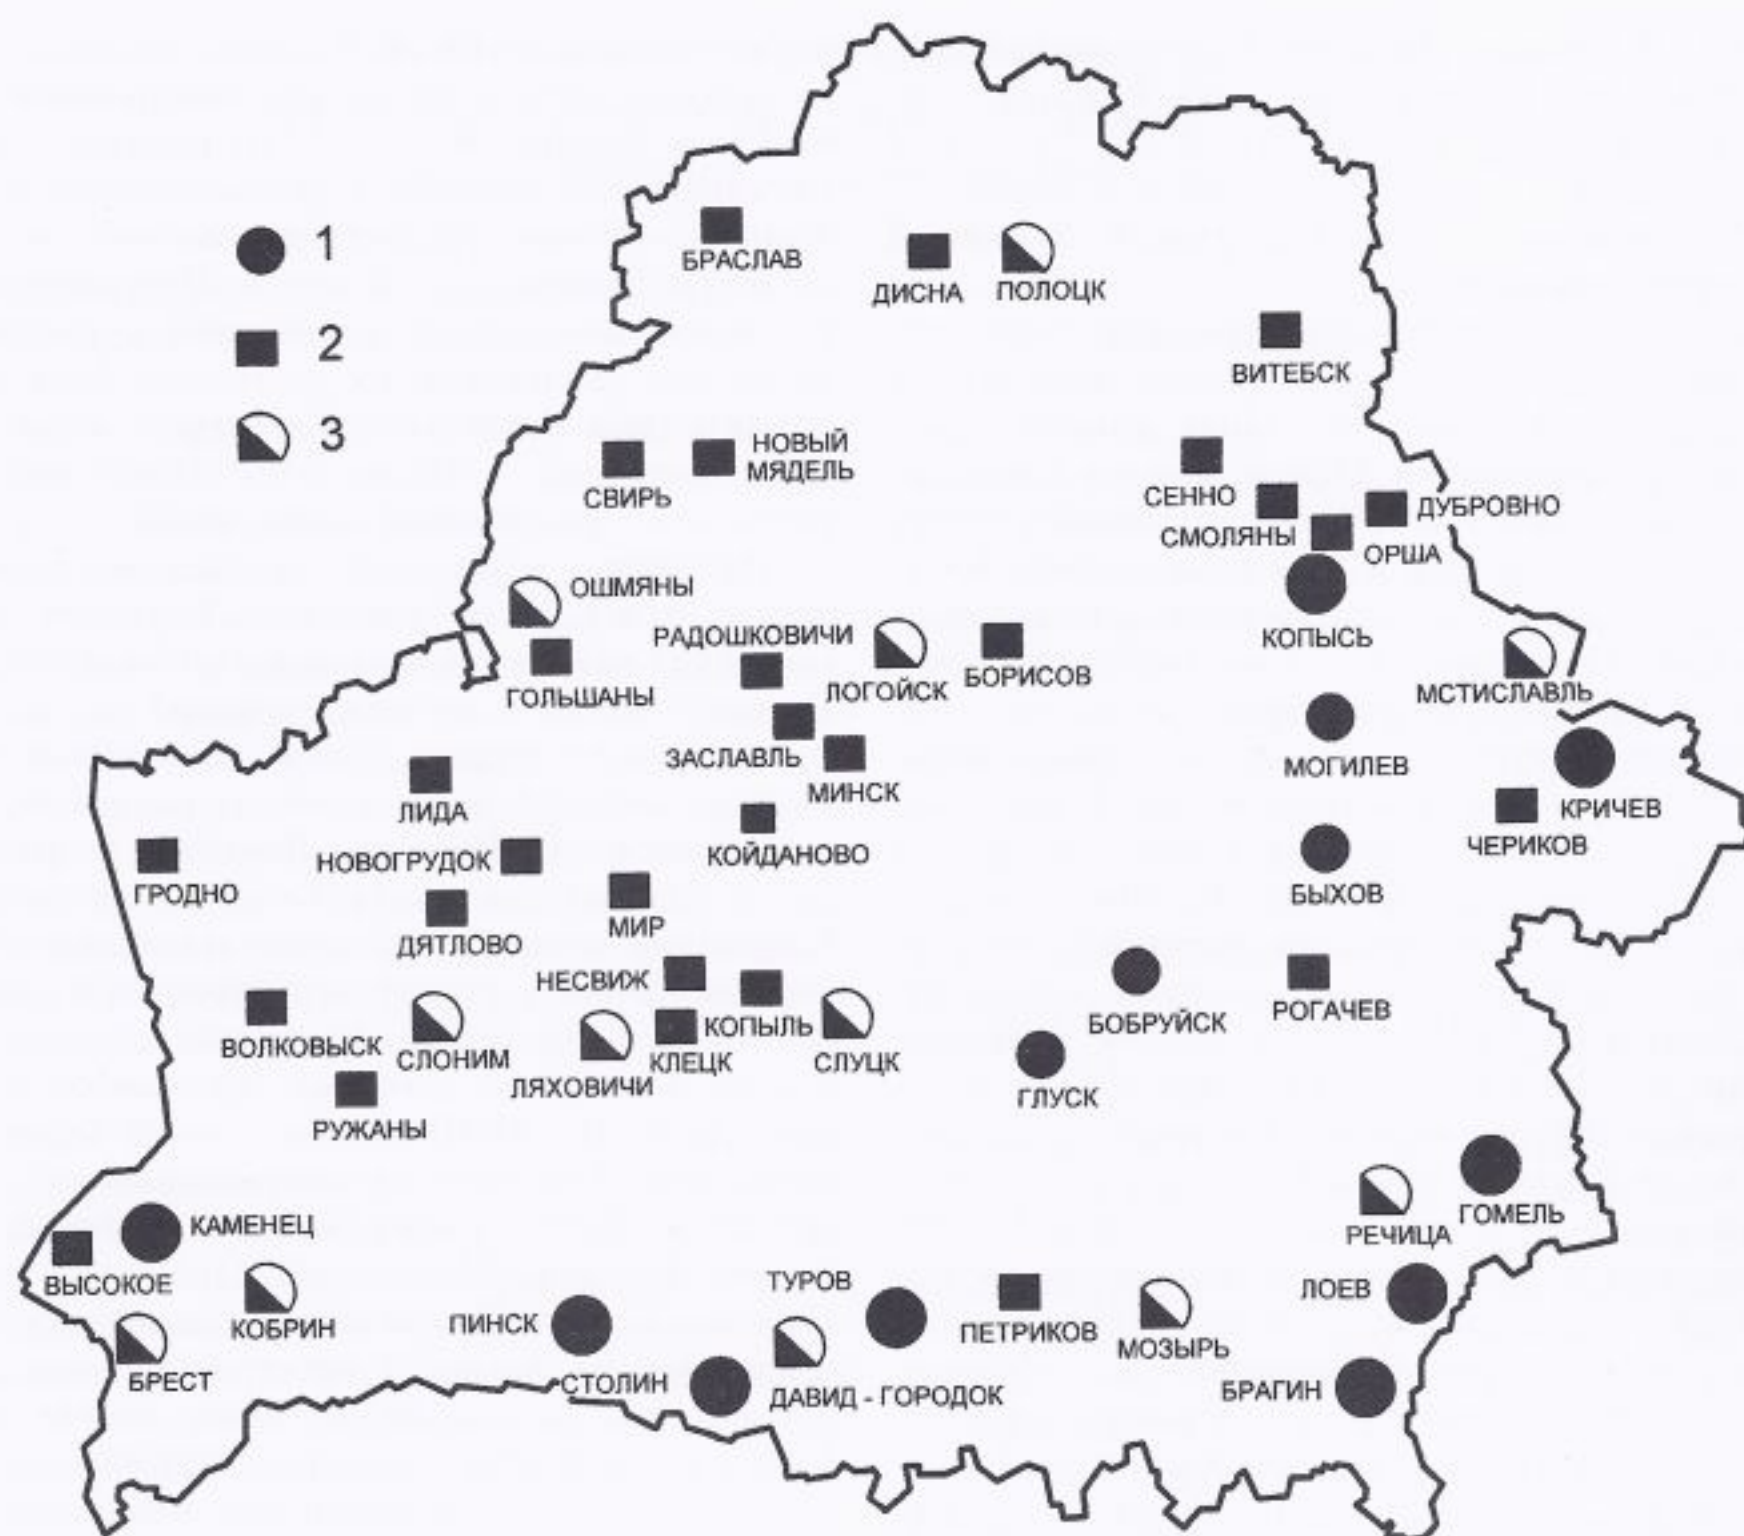 1
2
3
БРАСЛАВ
ДИСНА
ПОЛОЦК
ВИТЕБСК
НОВЫЙ
МЯДЕЛЬ
СВИРЬ
СЕННО
ДУБРОВНО
СМОЛЯНЫ
ОРША
ОШМЯНЫ
РАДОШКОВИЧИ
КОПЫСЬ
ГОЛЬШАНЫ
ЛОГОЙСК
БОРИСОВ
МСТИСЛАВЛЬ
ЗАСЛАВЛЬ
МОГИЛЕВ
МИНСК
ЛИДА
КРИЧЕВ
ЧЕРИКОВ
НОВОГРУДОК
КОЙДАНОВО
ГРОДНО
БЫХОВ
МИР
ДЯТЛОВО
НЕСВИЖ
РОГАЧЕВ
БОБРУЙСК
КОПЫЛЬ
ВОЛКОВЫСК
СЛОНИМ
КЛЕЦК
СЛУЦК
ЛЯХОВИЧИ
ГЛУСК
РУЖАНЫ
ГОМЕЛЬ
КАМЕНЕЦ
РЕЧИЦА
ВЫСОКОЕ
ТУРОВ
ЛОЕВ
КОБРИН
ПИНСК
ПЕТРИКОВ
МОЗЫРЬ
БРЕСТ
СТОЛИН
ДАВИД - ГОРОДОК
БРАГИН